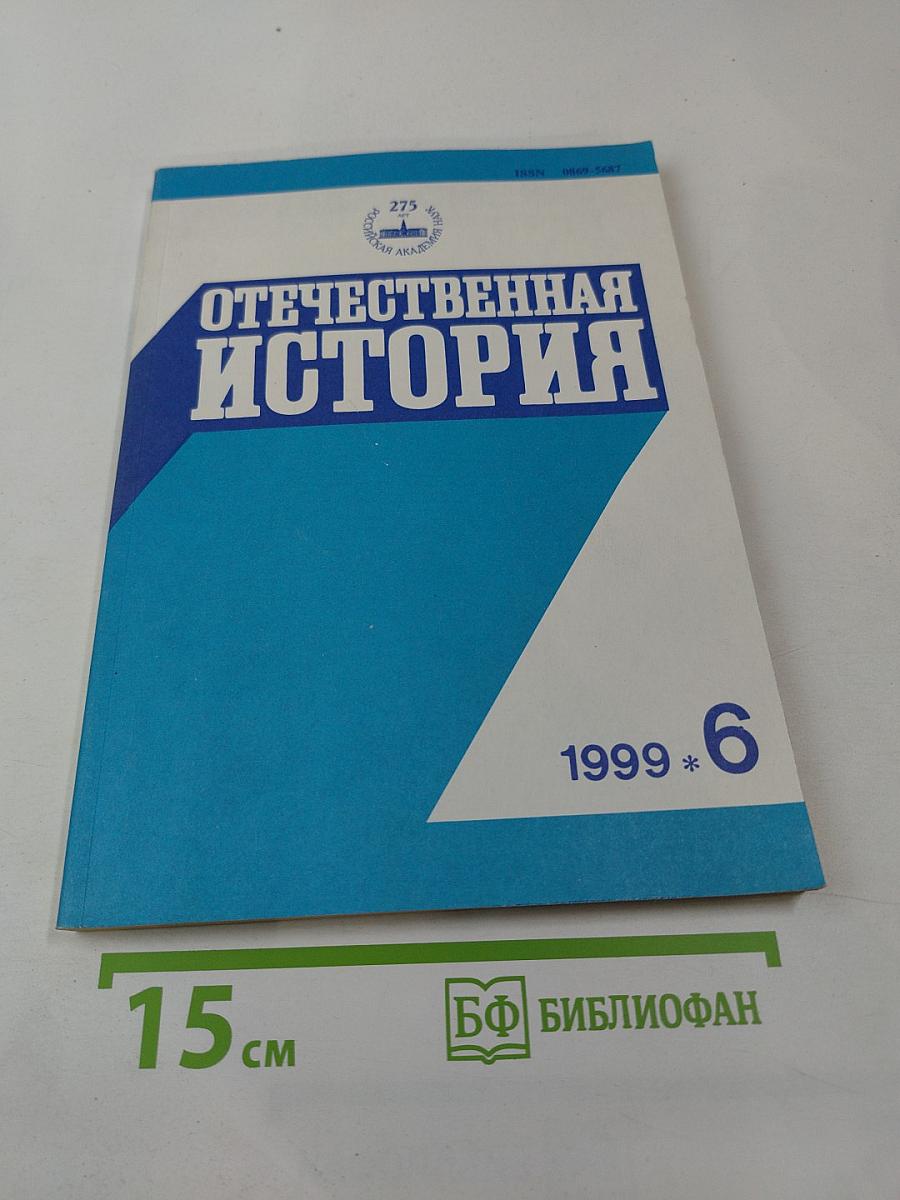 ISSN 0869-5687
275
ЛЕТ
РОССИЙСКАЯ АКАДЕМИЯ НАУК
ОТЕЧЕСТВЕННАЯ
ИСТОРИЯ
1999 * 6
15 см
БФ БИБЛИОФАН